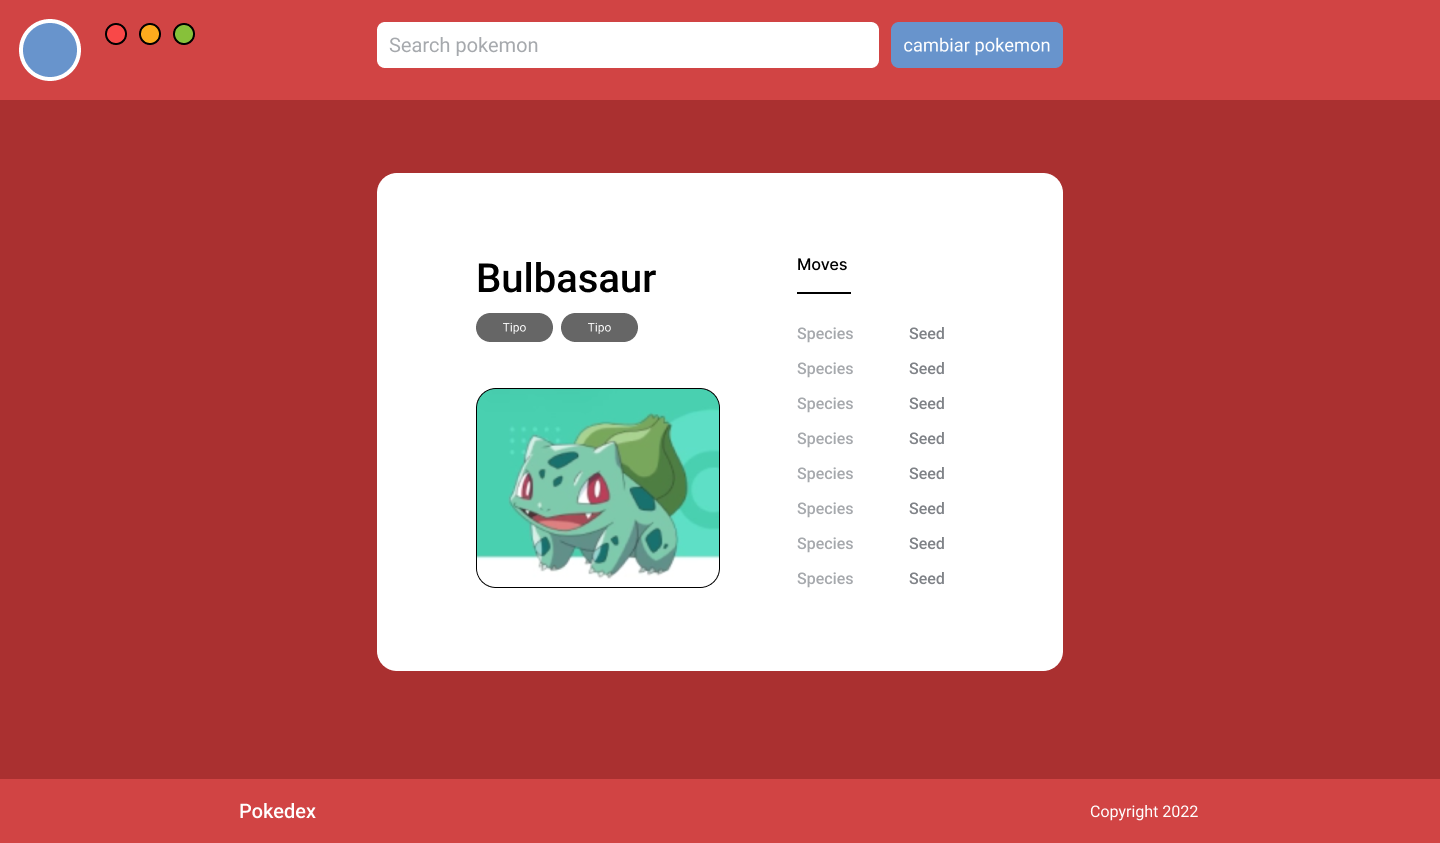 Search pokemon
cambiar pokemon
Bulbasaur
Tipo Tipo
Moves
Species Seed
Species Seed
Species Seed
Species Seed
Species Seed
Species Seed
Species Seed
Species Seed
Pokedex
Copyright 2022